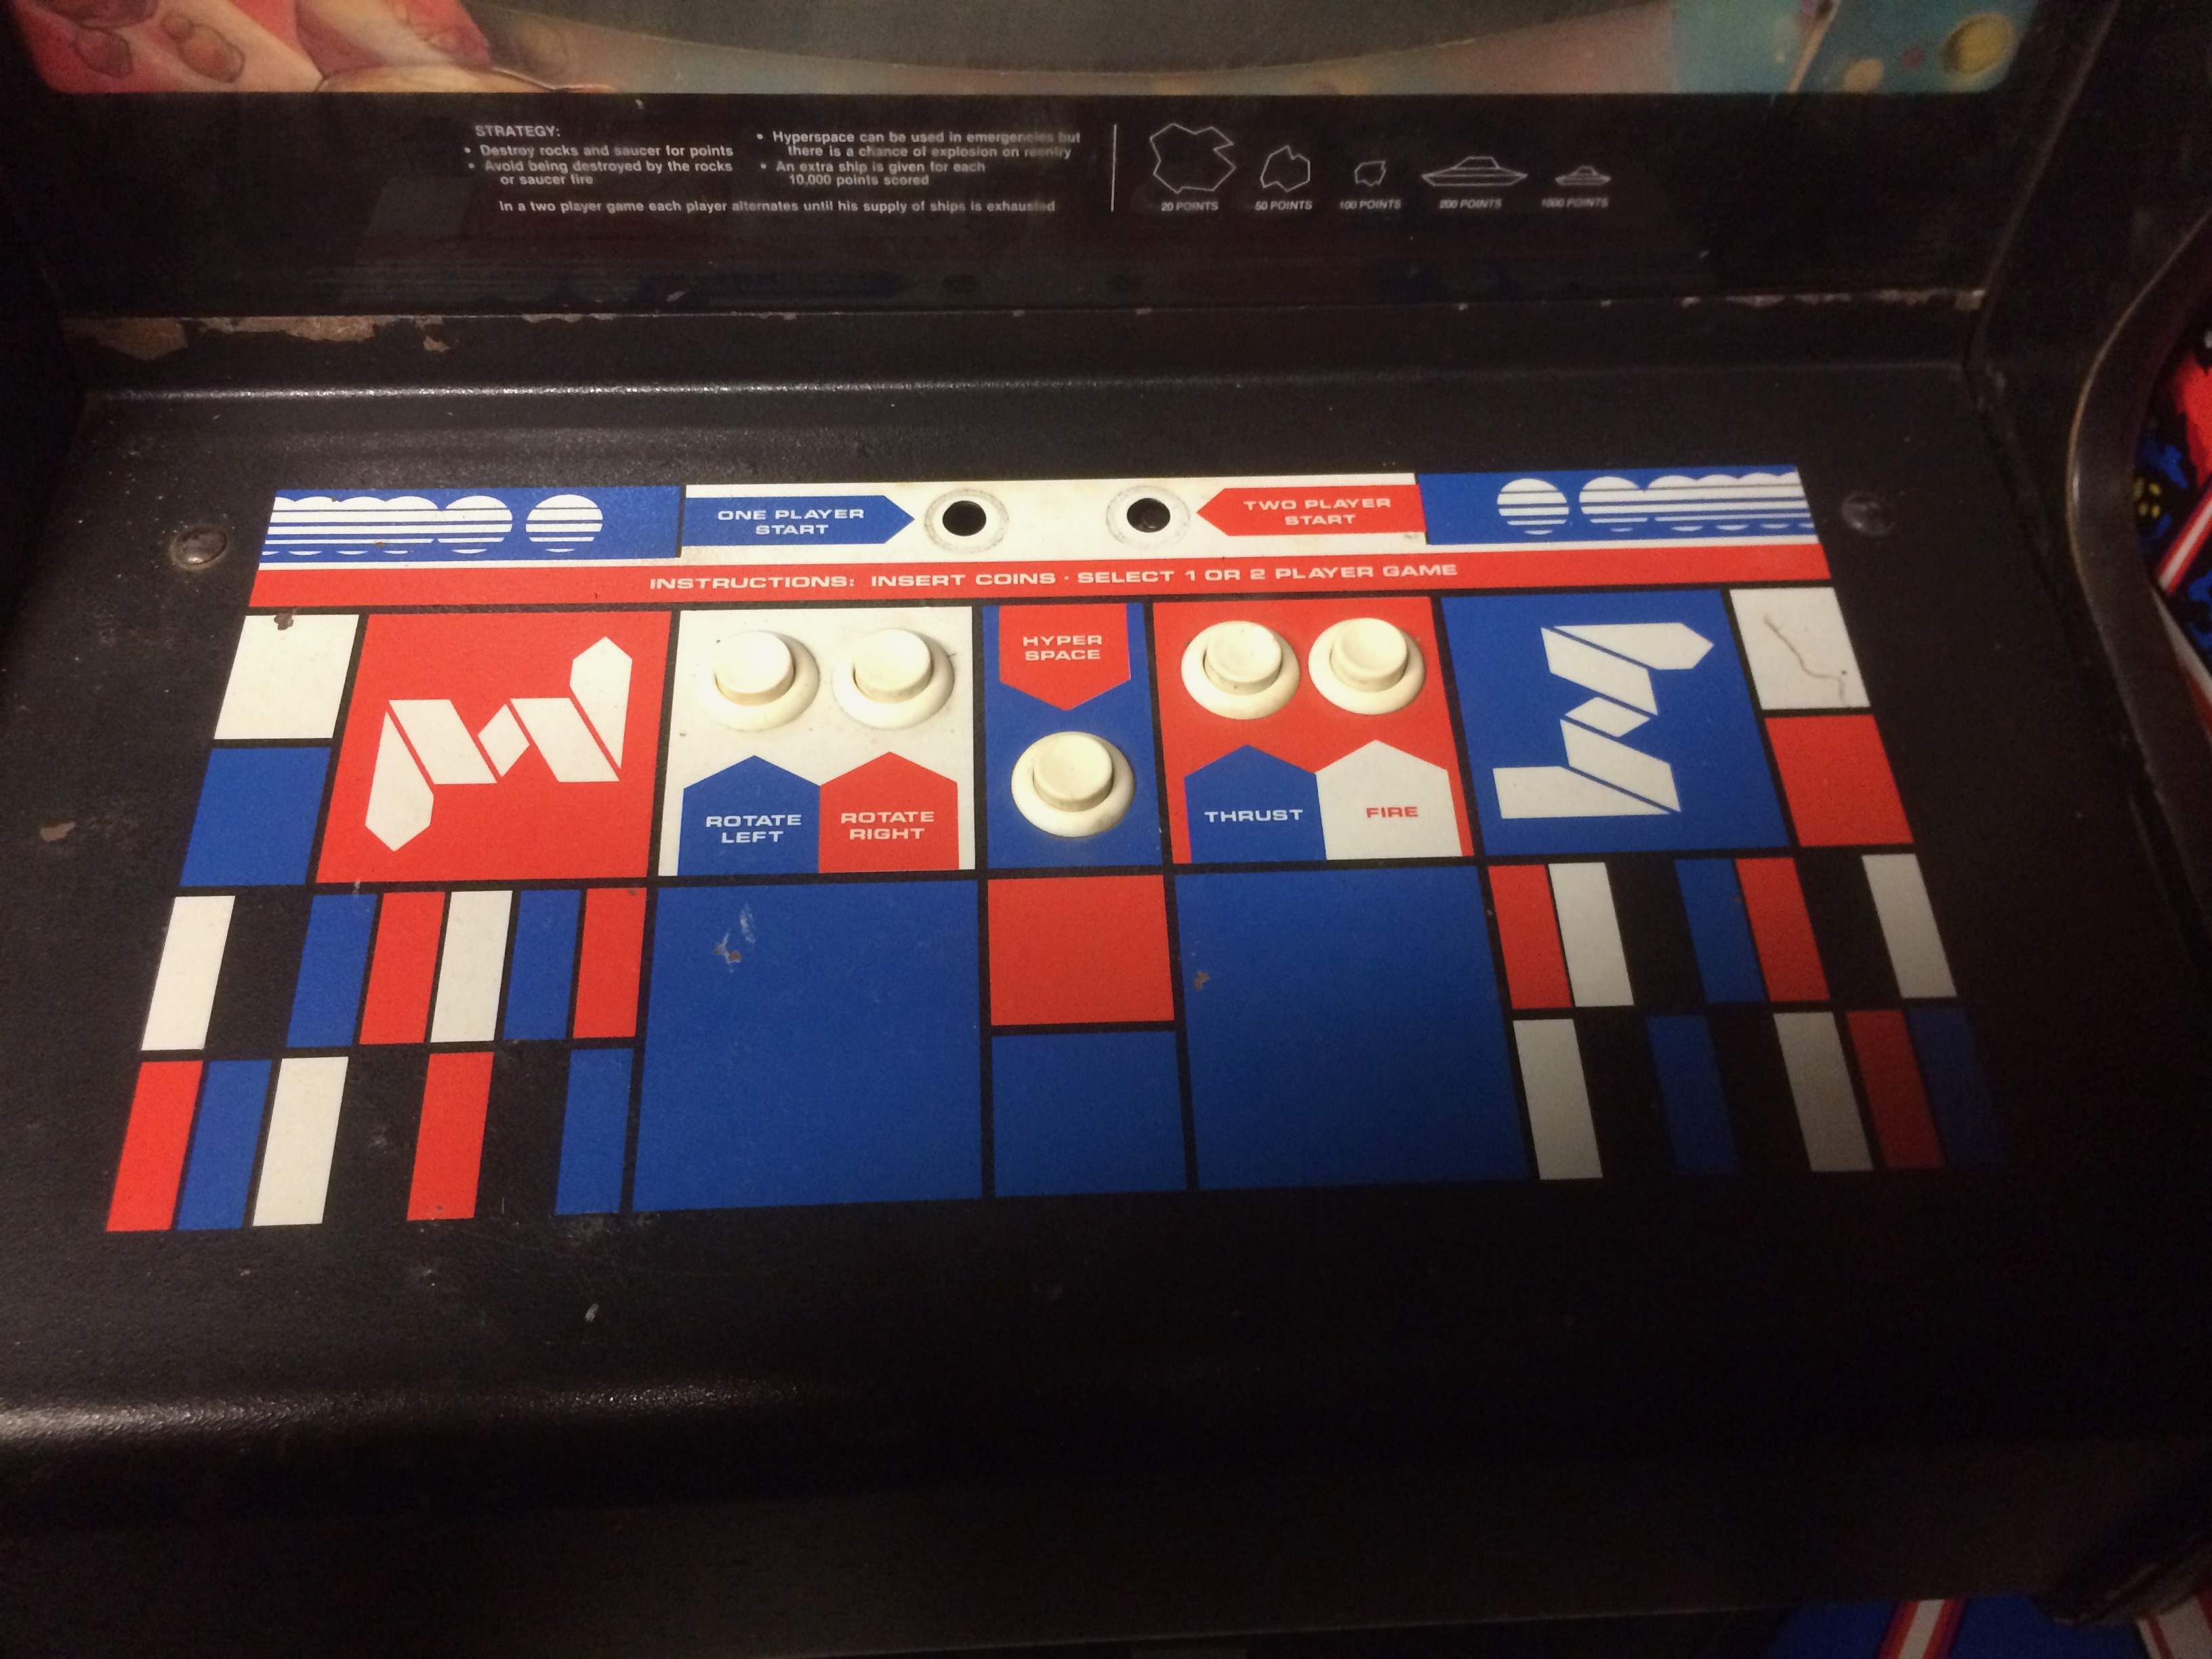 STRATEGY:
• Destroy rocks and saucer for points
• Avoid being destroyed by the rocks
or saucer fire
• Hyperspace can be used in emergencies but
there is a chance of explosion on reentry
• An extra ship is given for each
10,000 points scored
In a two player game each player alternates until his supply of ships is exhausted
20 POINTS
50 POINTS
100 POINTS
200 POINTS
1000 POINTS
ONE PLAYER
START
TWO PLAYER
START
INSTRUCTIONS: INSERT COINS · SELECT 1 OR 2 PLAYER GAME
ROTATE
LEFT
ROTATE
RIGHT
HYPER
SPACE
THRUST
FIRE